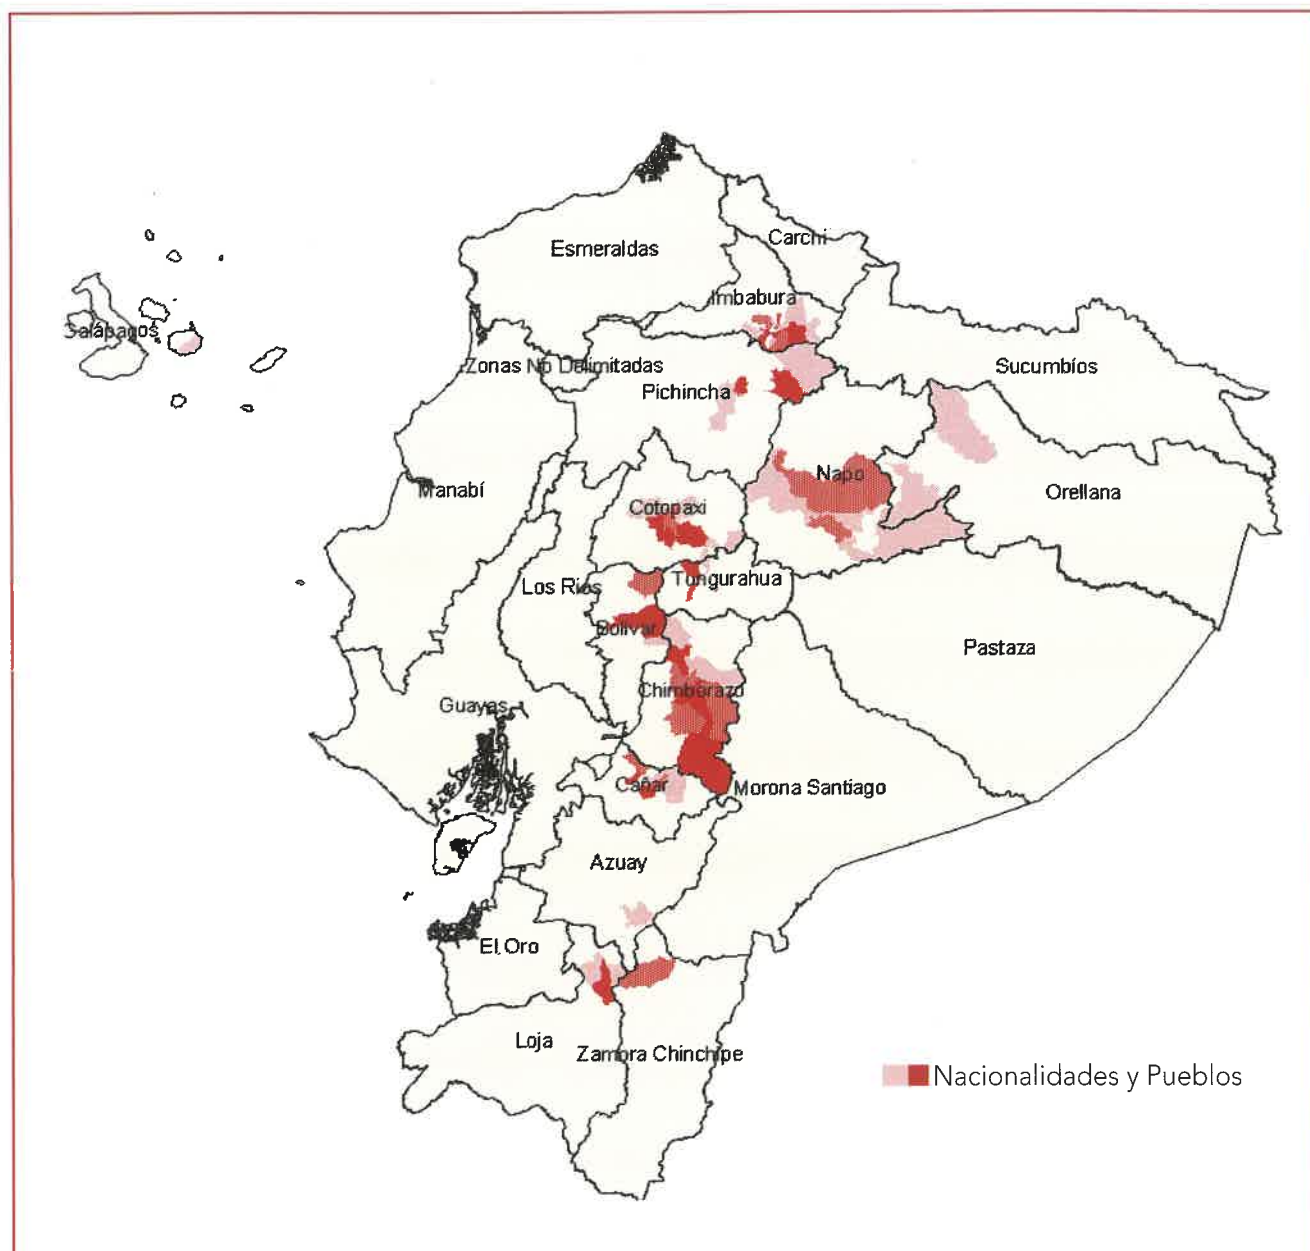 Carchi
Esmeraldas
Imbabura
Galápagos
Zonas No Delimitadas
Sucumbíos
Pichincha
Napo
Manabí
Orellana
Cotopaxi
Tungurahua
Los Ríos
Bolívar
Pastaza
Chimborazo
Guayas
Cañar
Morona Santiago
Azuay
El Oro
Loja
Zamora Chinchipe
Nacionalidades y Pueblos